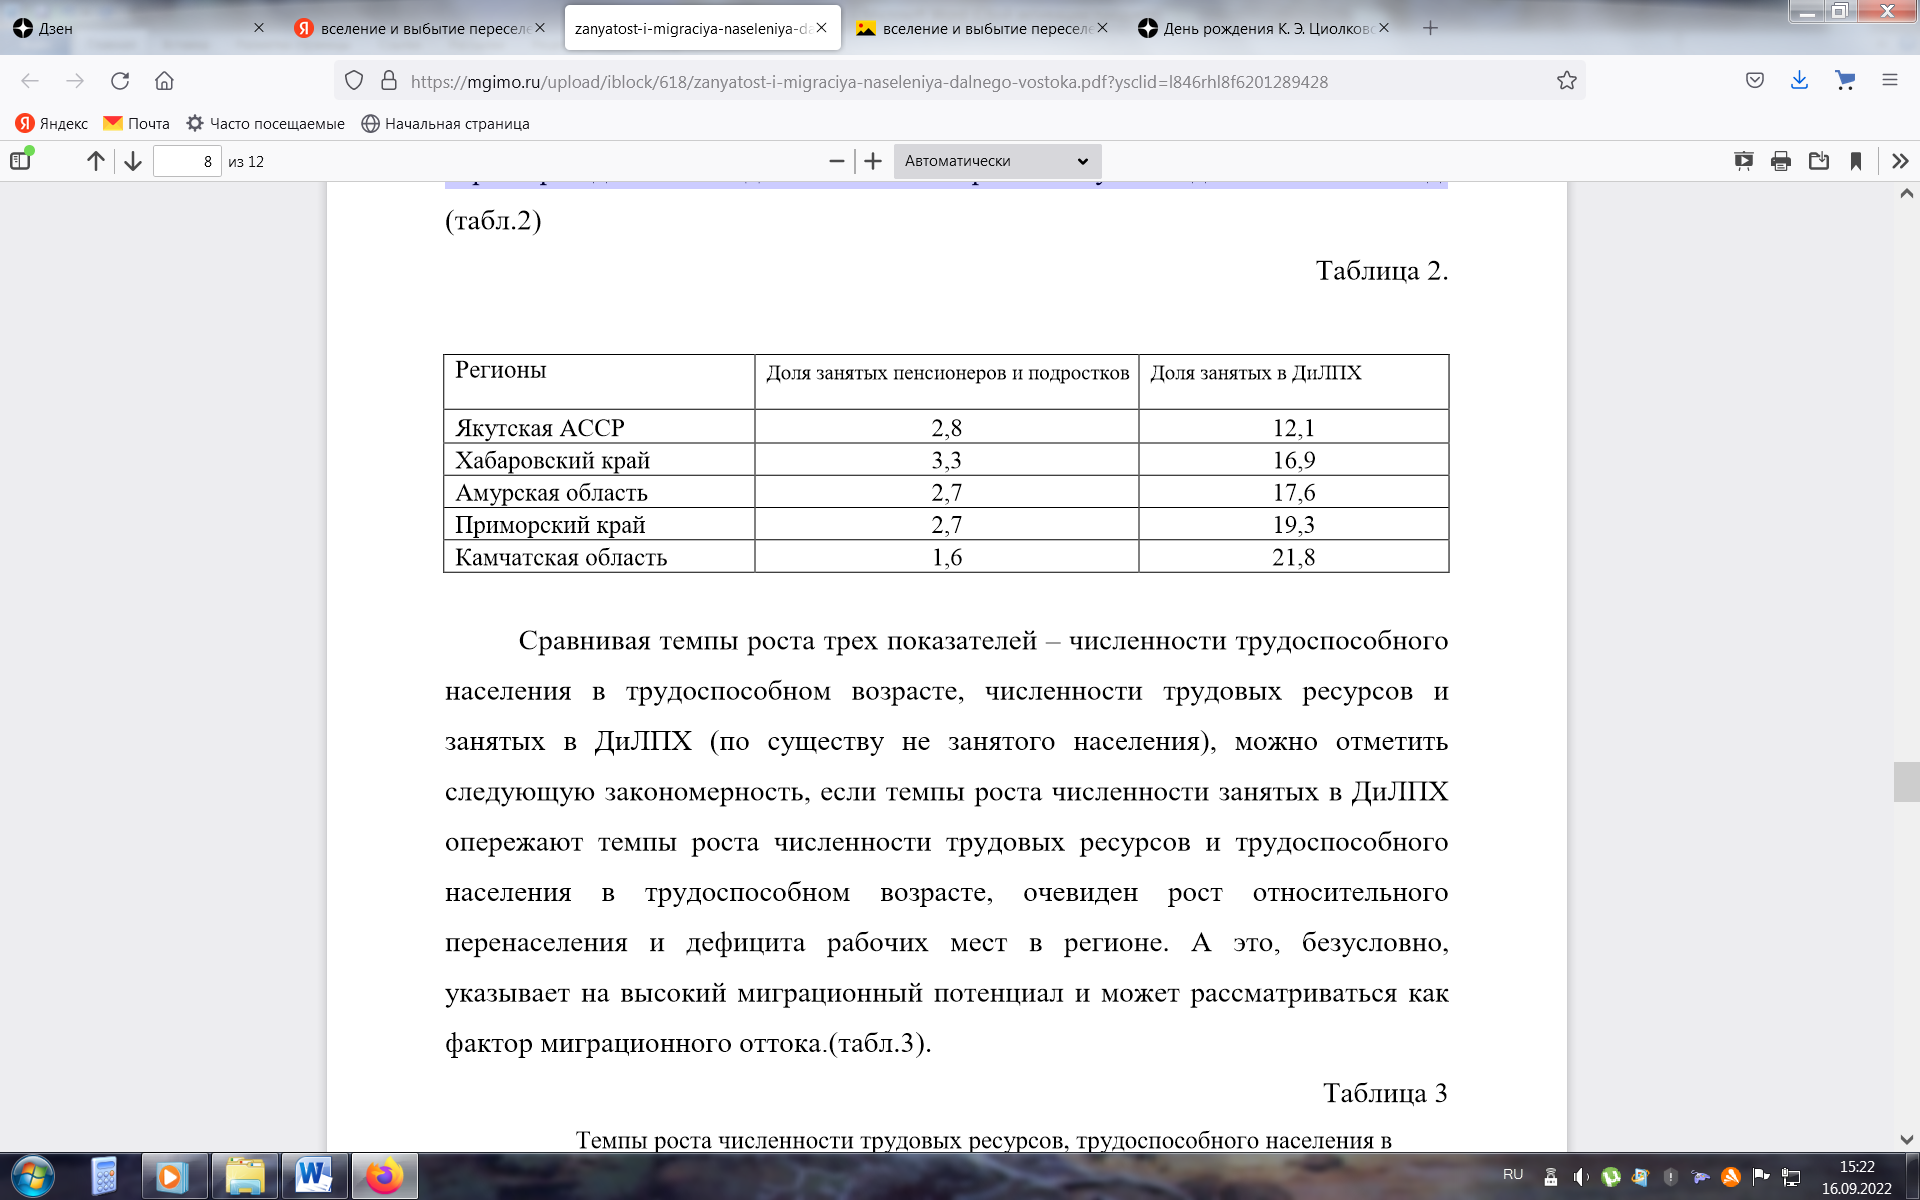 Дзен
вселение и выбытие переселе
zanyatost-i-migraciya-naseleniya-da
вселение и выбытие переселе
День рождения К. Э. Циолковс
https://mgimo.ru/upload/iblock/618/zanyatost-i-migraciya-naseleniya-dalnego-vostoka.pdf?ysclid=l846rhl8f6201289428
Яндекс
Почта
Часто посещаемые
Начальная страница
8 из 12
Автоматически
(табл.2)
Таблица 2.
Регионы Доля занятых пенсионеров и подростков Доля занятых в ДиЛПХ
Якутская АССР 2,8 12,1
Хабаровский край 3,3 16,9
Амурская область 2,7 17,6
Приморский край 2,7 19,3
Камчатская область 1,6 21,8
Сравнивая темпы роста трех показателей – численности трудоспособного
населения в трудоспособном возрасте, численности трудовых ресурсов и
занятых в ДиЛПХ (по существу не занятого населения), можно отметить
следующую закономерность, если темпы роста численности занятых в ДиЛПХ
опережают темпы роста численности трудовых ресурсов и трудоспособного
населения в трудоспособном возрасте, очевиден рост относительного
перенаселения и дефицита рабочих мест в регионе. А это, безусловно,
указывает на высокий миграционный потенциал и может рассматриваться как
фактор миграционного оттока.(табл.3).
Таблица 3
Темпы роста численности трудовых ресурсов, трудоспособного населения в
RU
15:22
16.09.2022